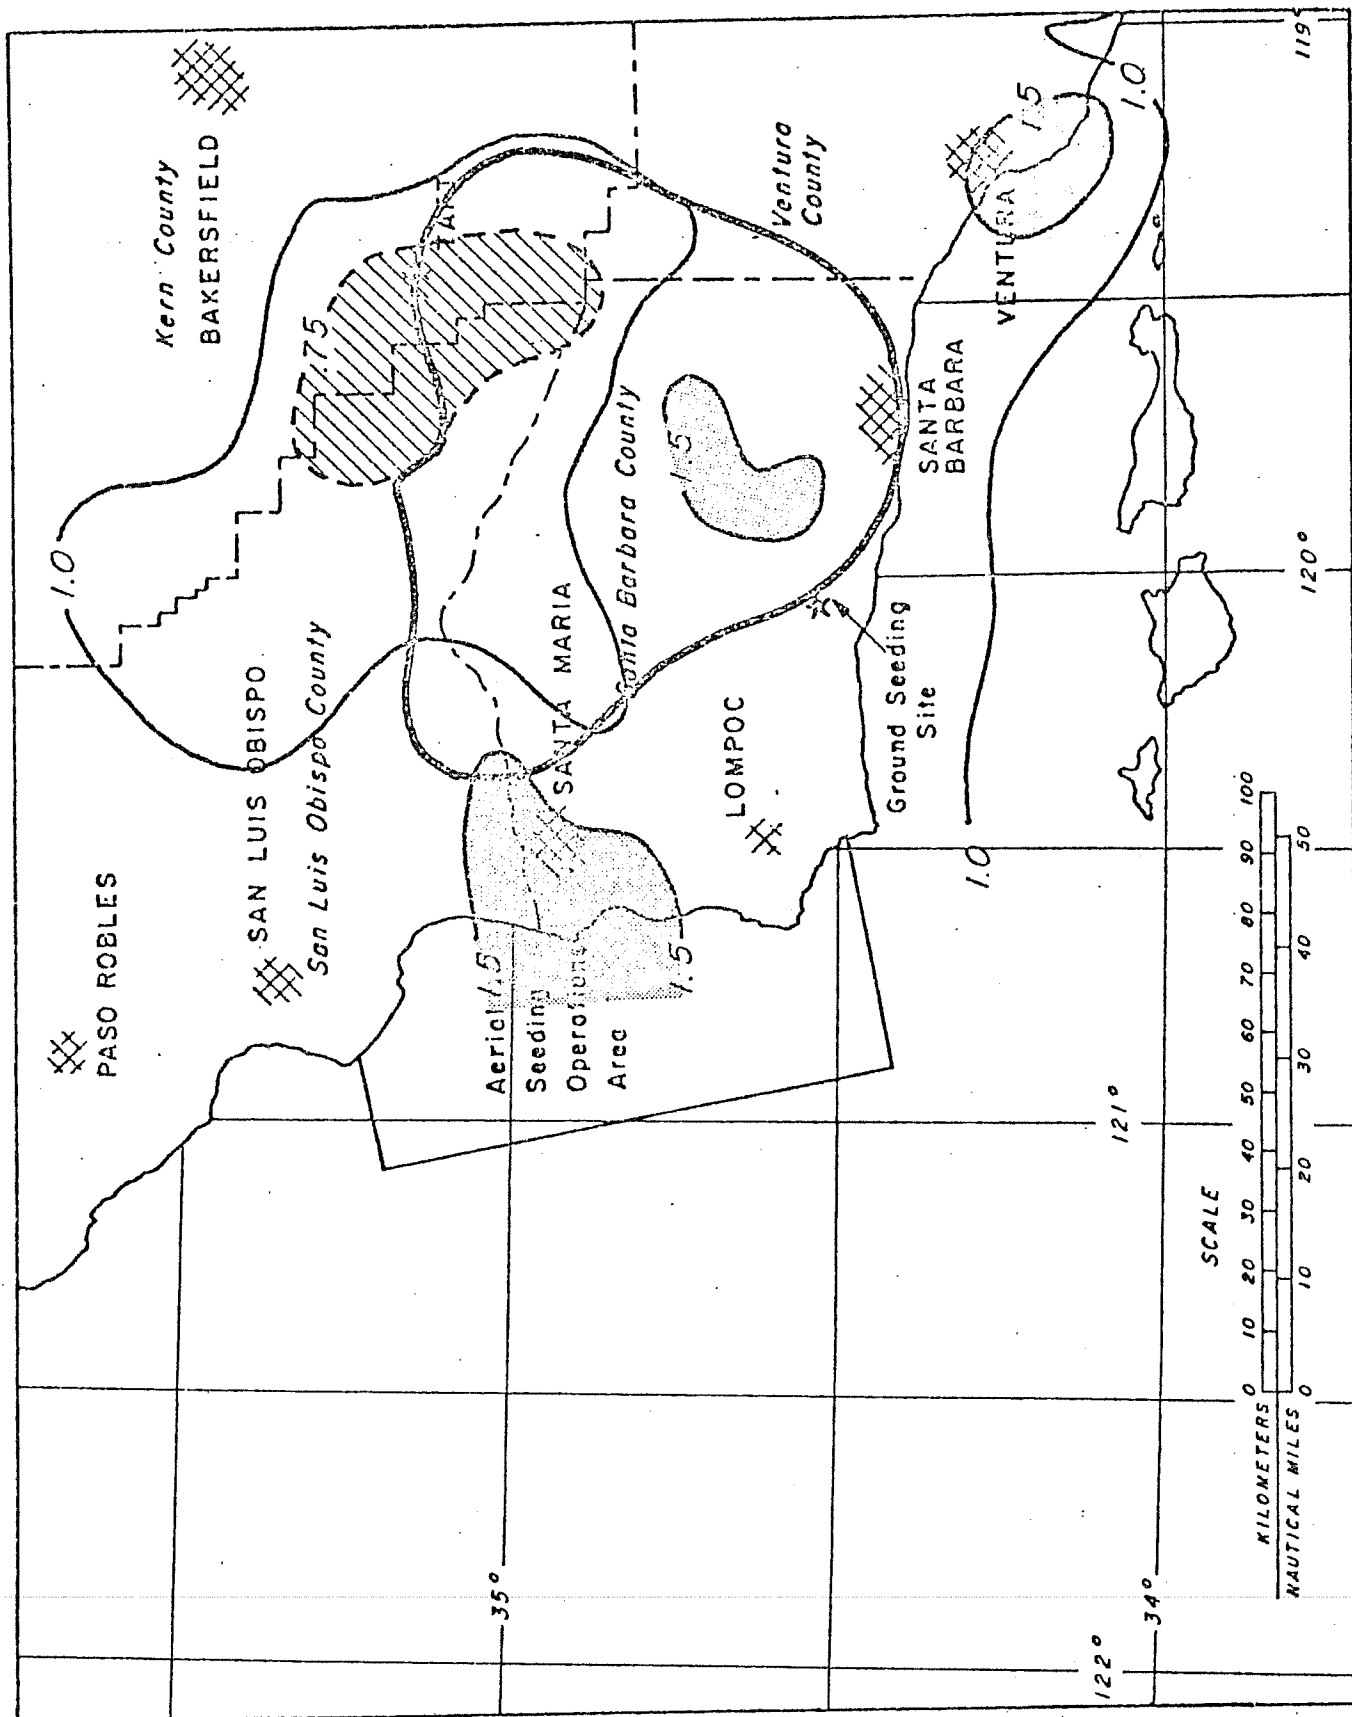 PASO ROBLES
SAN LUIS OBISPO
San Luis Obispo County
Kern County
BAKERSFIELD
1.0
.75
TAR
Aerial
Seeding
Operations
Area
1.5
1.5
SANTA MARIA
Santa Barbara County
1.5
LOMPOC
Ground Seeding
Site
SANTA
BARBARA
Ventura
County
VENTURA
1.5
1.0
1.0
35°
34°
122°
121°
120°
119°
SCALE
KILOMETERS
0 10 20 30 40 50 60 70 80 90 100
NAUTICAL MILES
0 10 20 30 40 50